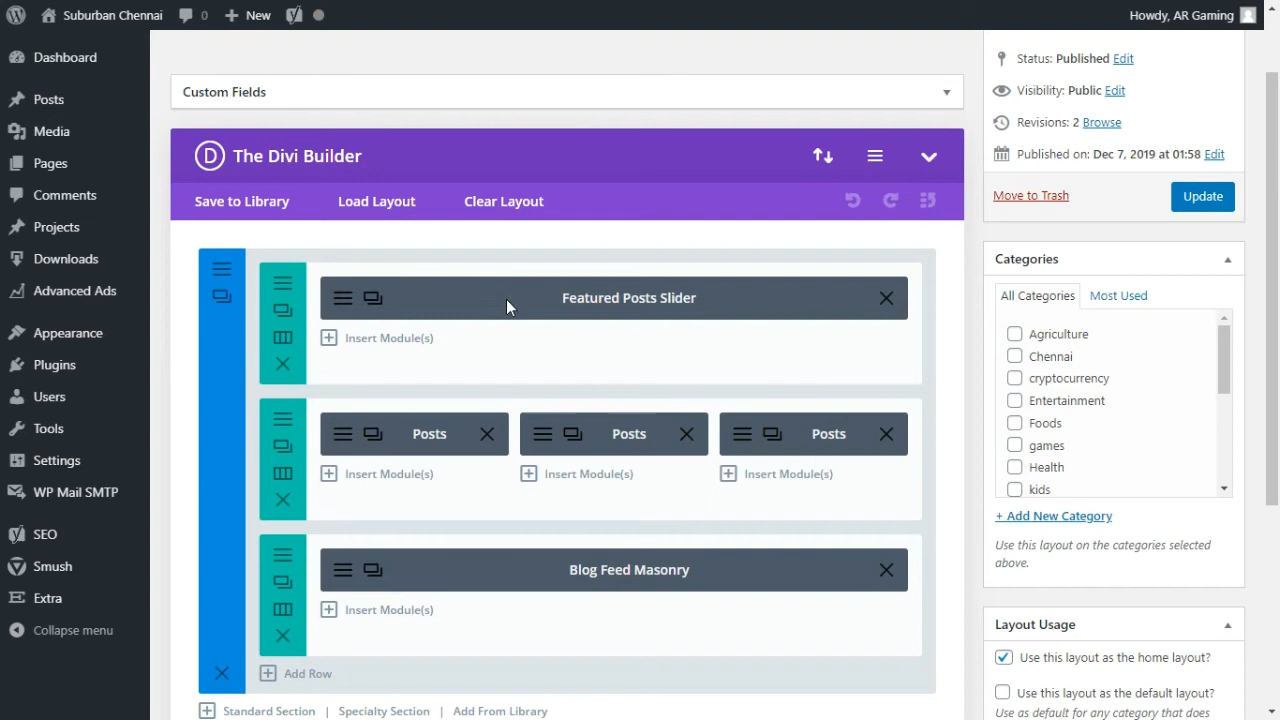 Suburban Chennai 0 New Howdy, AR Gaming
Dashboard
Posts
Media
Pages
Comments
Projects
Downloads
Advanced Ads
Appearance
Plugins
Users
Tools
Settings
WP Mail SMTP
SEO
Smush
Extra
Collapse menu
Custom Fields
D The Divi Builder
Save to Library Load Layout Clear Layout
Featured Posts Slider
Insert Module(s)
Posts Posts Posts
Insert Module(s) Insert Module(s) Insert Module(s)
Blog Feed Masonry
Insert Module(s)
Add Row
Standard Section | Specialty Section | Add From Library
Status: Published Edit
Visibility: Public Edit
Revisions: 2 Browse
Published on: Dec 7, 2019 at 01:58 Edit
Move to Trash Update
Categories
All Categories Most Used
Agriculture
Chennai
cryptocurrency
Entertainment
Foods
games
Health
kids
+ Add New Category
Use this layout on the categories selected
above.
Layout Usage
Use this layout as the home layout?
Use this layout as the default layout?
Use as default for any category that does